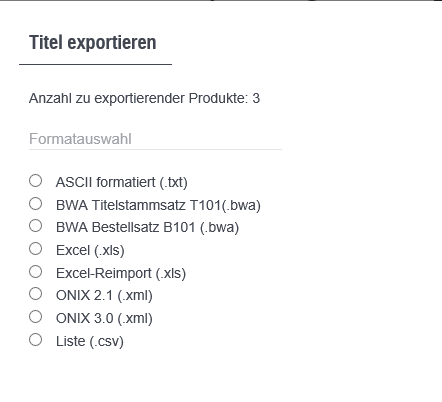 Titel exportieren
Anzahl zu exportierender Produkte: 3
Formatauswahl
ASCII formatiert (.txt)
BWA Titelstammsatz T101(.bwa)
BWA Bestellsatz B101 (.bwa)
Excel (.xls)
Excel-Reimport (.xls)
ONIX 2.1 (.xml)
ONIX 3.0 (.xml)
Liste (.csv)